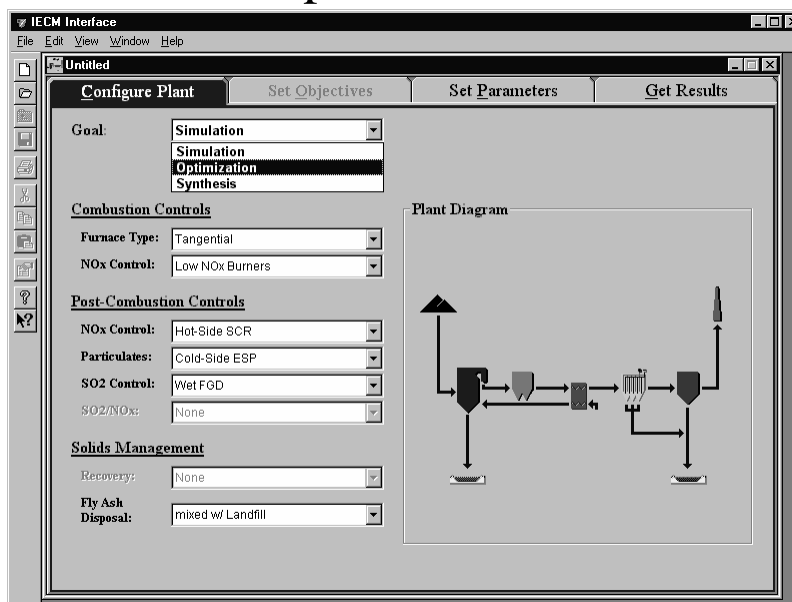 IECM Interface
File Edit View Window Help
Untitled
Configure Plant Set Objectives Set Parameters Get Results
Goal: Simulation
Simulation
Optimization
Synthesis
Combustion Controls
Furnace Type: Tangential
NOx Control: Low NOx Burners
Post-Combustion Controls
NOx Control: Hot-Side SCR
Particulates: Cold-Side ESP
SO2 Control: Wet FGD
SO2/NOx: None
Solids Management
Recovery: None
Fly Ash
Disposal: mixed w/ Landfill
Plant Diagram